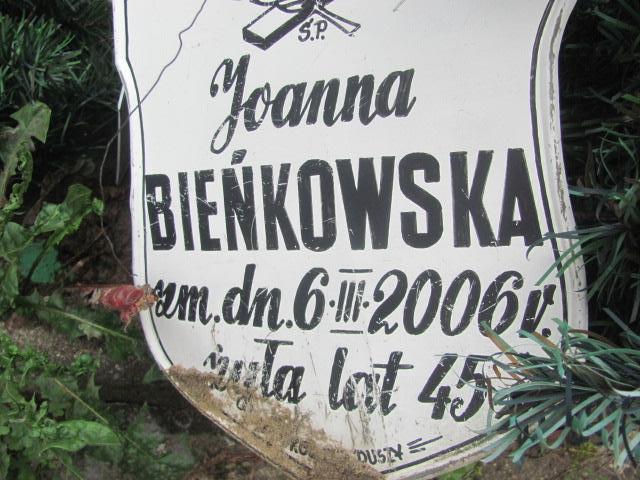 Ś.P.
Joanna
BIEŃKOWSKA
zm. dn. 6·III·2006 r.
żyła lat 45